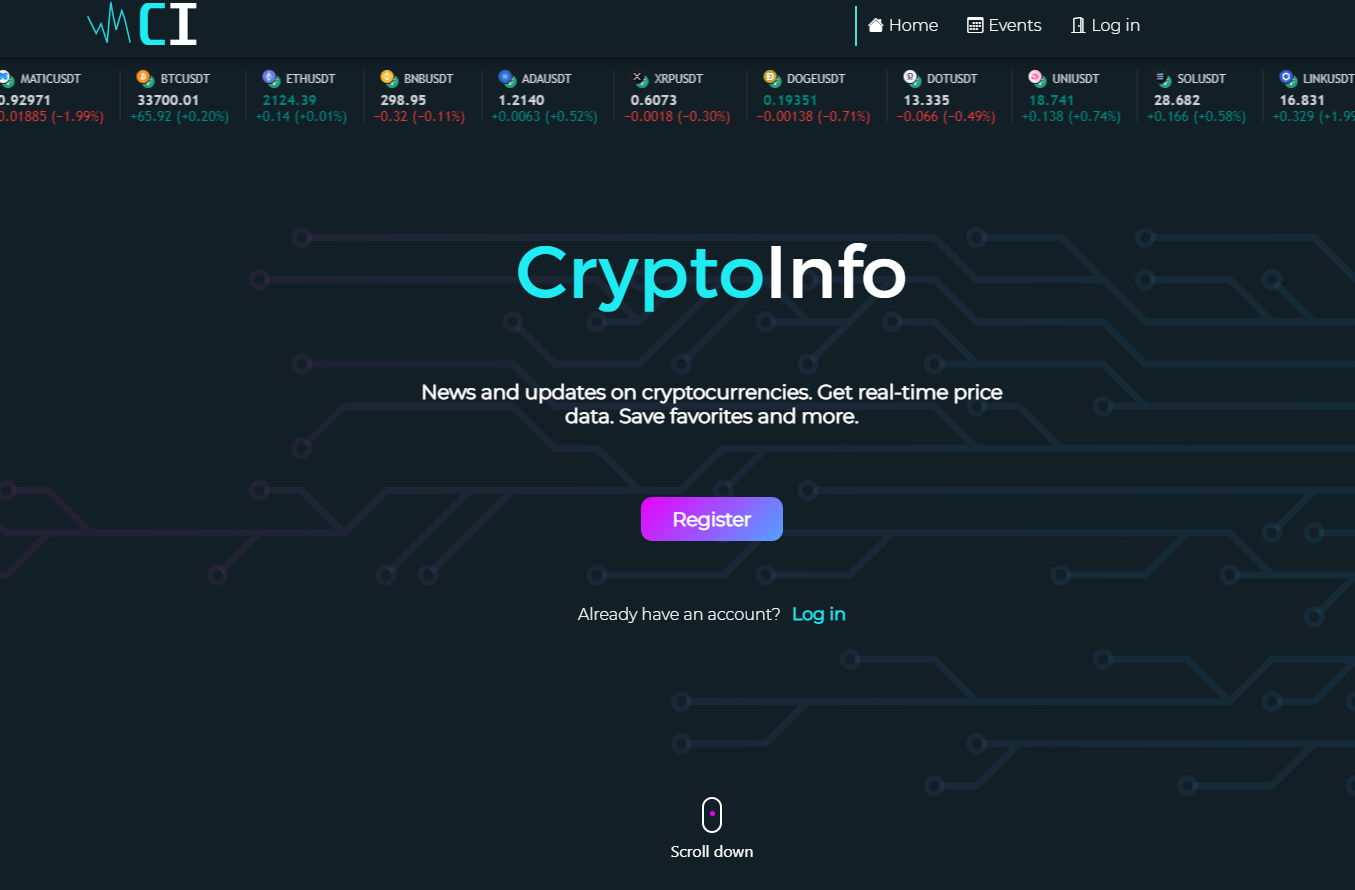 CI
Home Events Log in
MATICUSDT BTCUSDT ETHUSDT BNBUSDT ADAUSDT XRPUSDT DOGEUSDT DOTUSDT UNIUSDT SOLUSDT LINKUSDT
0.92971 33700.01 2124.39 298.95 1.2140 0.6073 0.19351 13.335 18.741 28.682 16.831
0.01885 (−1.99%) +65.92 (+0.20%) +0.14 (+0.01%) −0.32 (−0.11%) +0.0063 (+0.52%) −0.0018 (−0.30%) −0.00138 (−0.71%) −0.066 (−0.49%) +0.138 (+0.74%) +0.166 (+0.58%) +0.329 (+1.99
CryptoInfo
News and updates on cryptocurrencies. Get real-time price
data. Save favorites and more.
Register
Already have an account? Log in
Scroll down